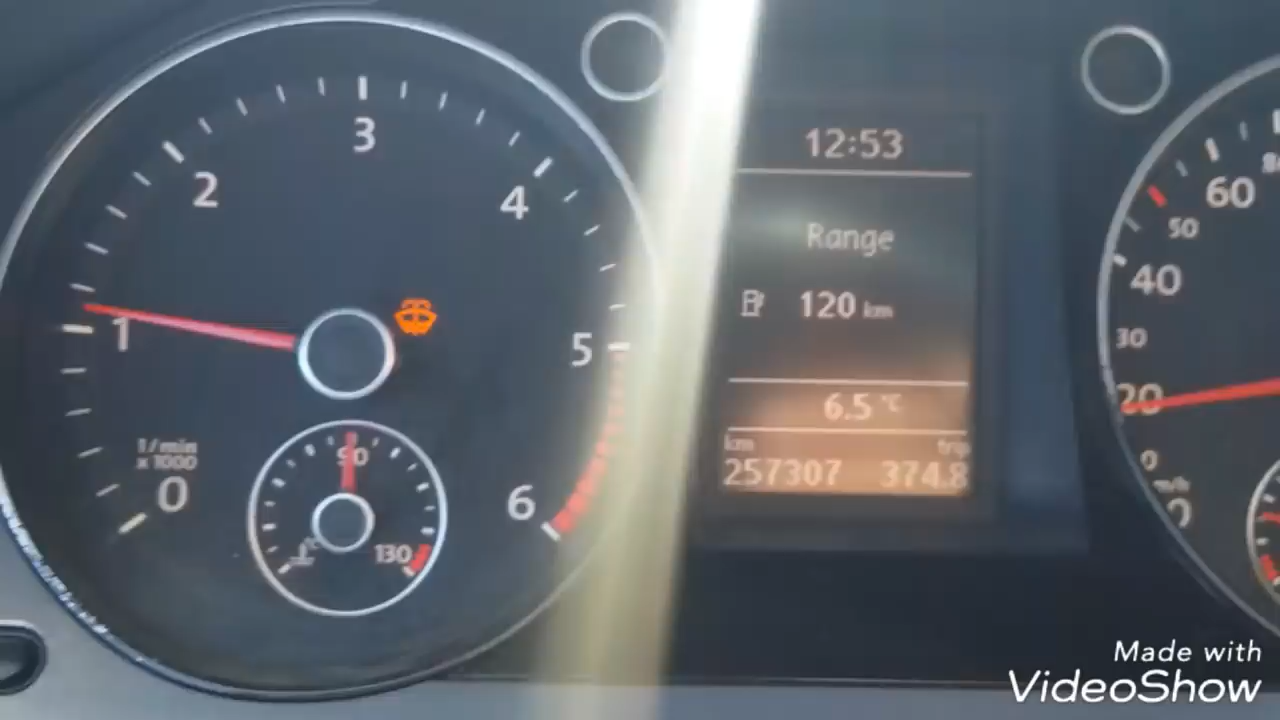 3
2
4
1
5
6
0
1/min
x 1000
90
130
°C
12:53
Range
120 km
6.5 °C
km trip
257307 374.8
60
50
40
30
20
0
0
Made with
VideoShow